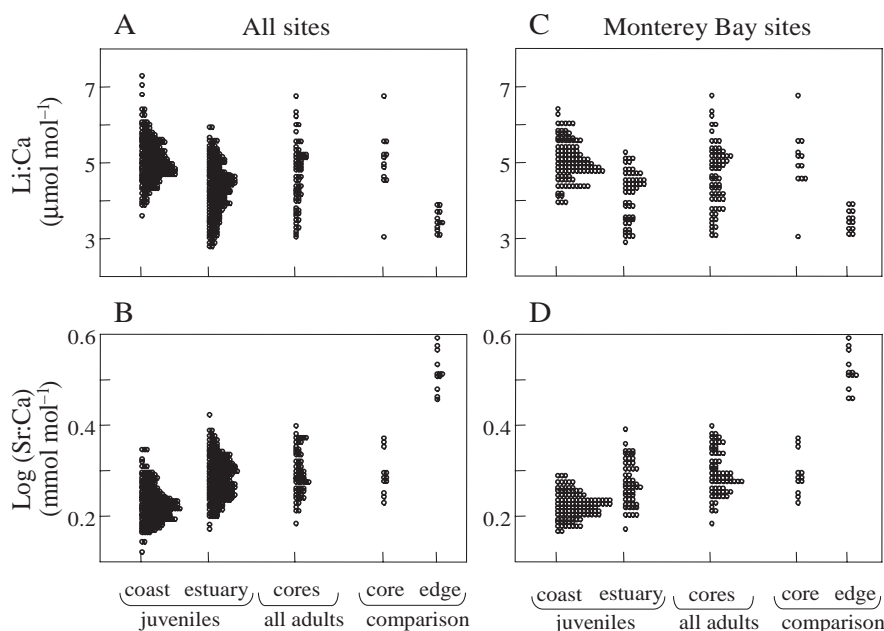 A All sites
C Monterey Bay sites
Li:Ca
(µmol mol⁻¹)
7
5
3
7
5
3
B
D
Log (Sr:Ca)
(mmol mol⁻¹)
0.6
0.4
0.2
0.6
0.4
0.2
coast estuary cores core edge
juveniles all adults comparison
coast estuary cores core edge
juveniles all adults comparison